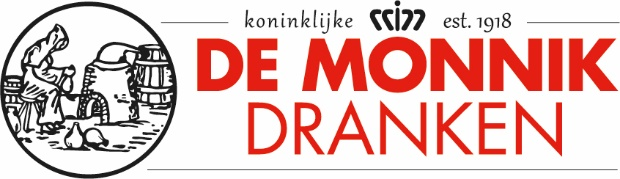 koninklijke est. 1918
DE MONNIK
DRANKEN